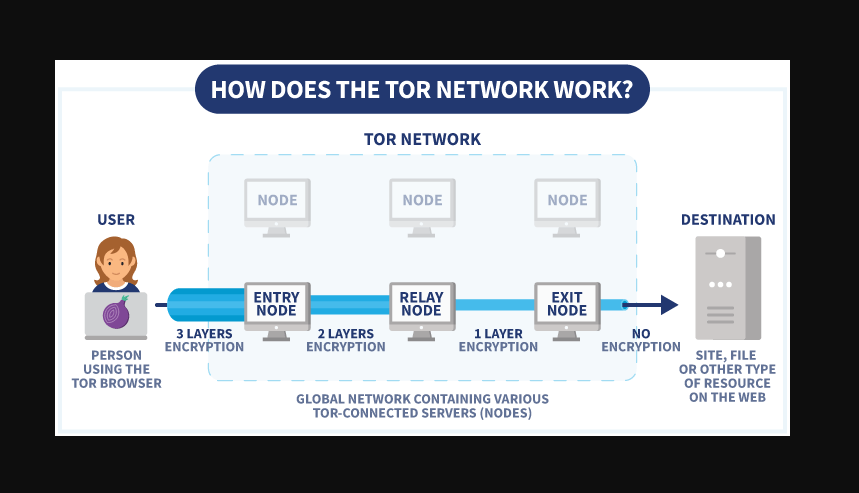 HOW DOES THE TOR NETWORK WORK?
TOR NETWORK
NODE
NODE
NODE
USER
DESTINATION
ENTRY
NODE
RELAY
NODE
EXIT
NODE
3 LAYERS
ENCRYPTION
2 LAYERS
ENCRYPTION
1 LAYER
ENCRYPTION
NO
ENCRYPTION
PERSON
USING THE
TOR BROWSER
SITE, FILE
OR OTHER TYPE
OF RESOURCE
ON THE WEB
GLOBAL NETWORK CONTAINING VARIOUS
TOR-CONNECTED SERVERS (NODES)